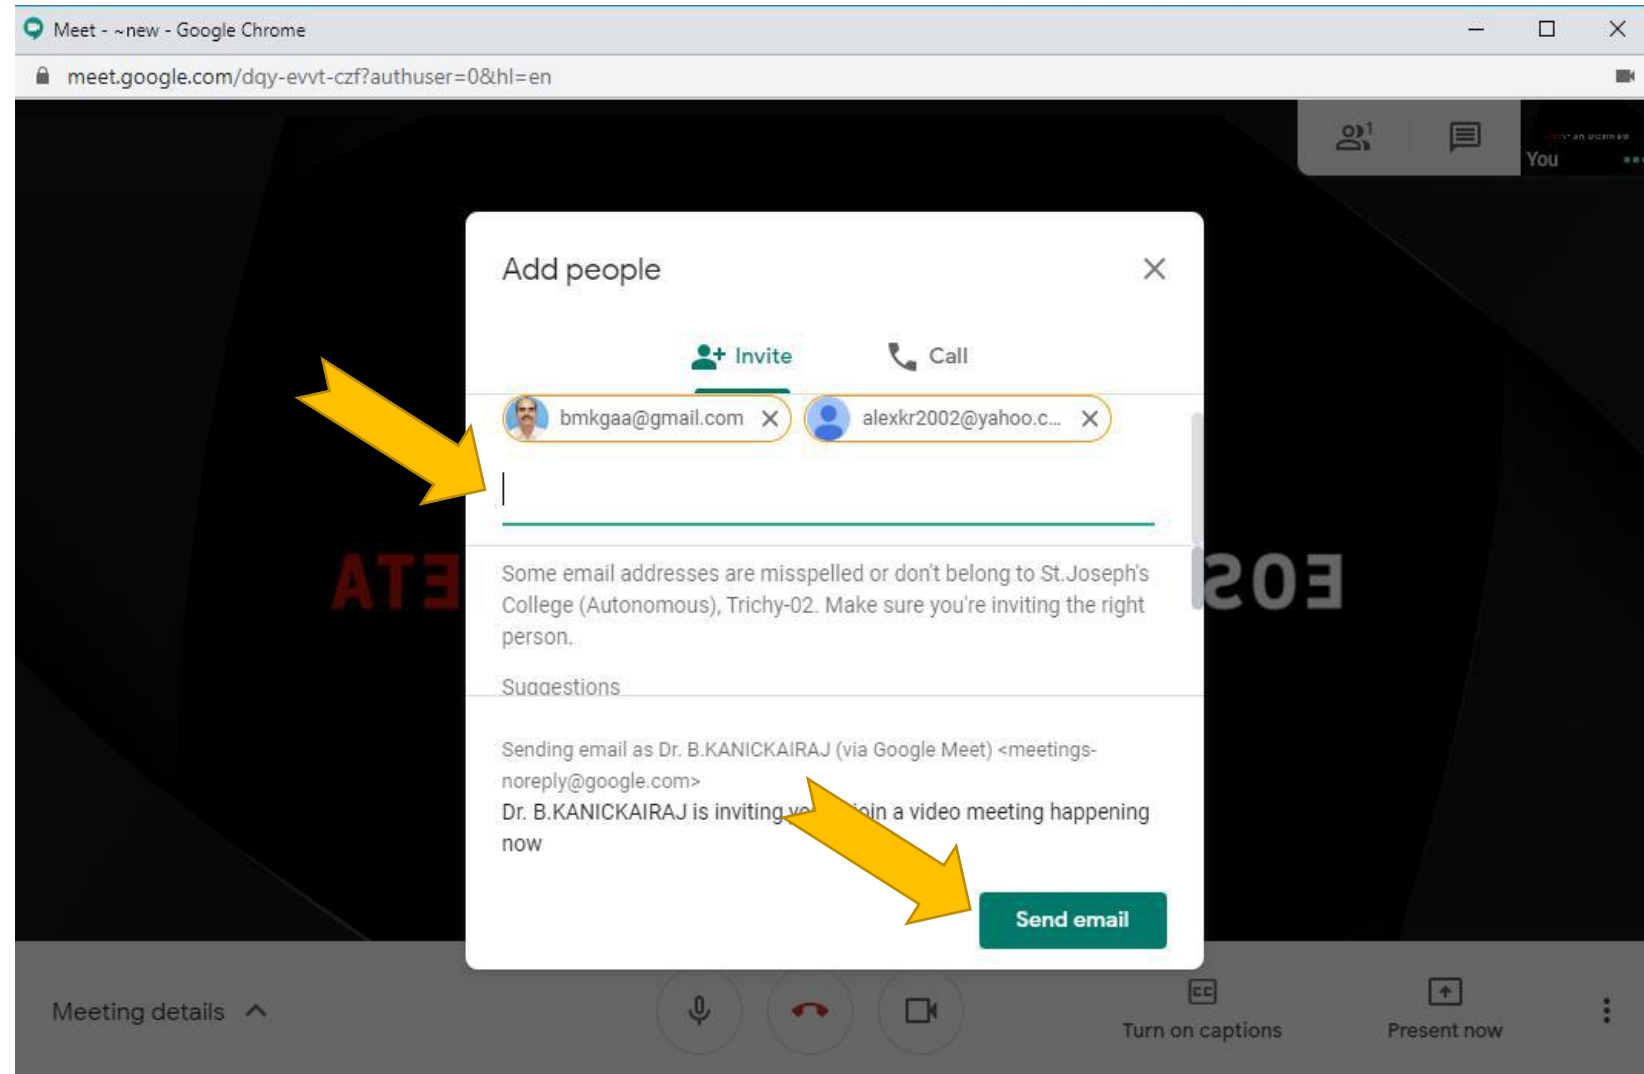 Meet - ~new - Google Chrome
meet.google.com/dqy-evvt-czf?authuser=0&hl=en
1
You
Add people
Invite
Call
bmkgaa@gmail.com
alexkr2002@yahoo.c...
Some email addresses are misspelled or don't belong to St.Joseph's
College (Autonomous), Trichy-02. Make sure you're inviting the right
person.
Suggestions
ATE
EOS
Sending email as Dr. B.KANICKAIRAJ (via Google Meet) <meetings-
noreply@google.com>
Dr. B.KANICKAIRAJ is inviting join a video meeting happening
now
Send email
Meeting details
CC
Turn on captions
Present now